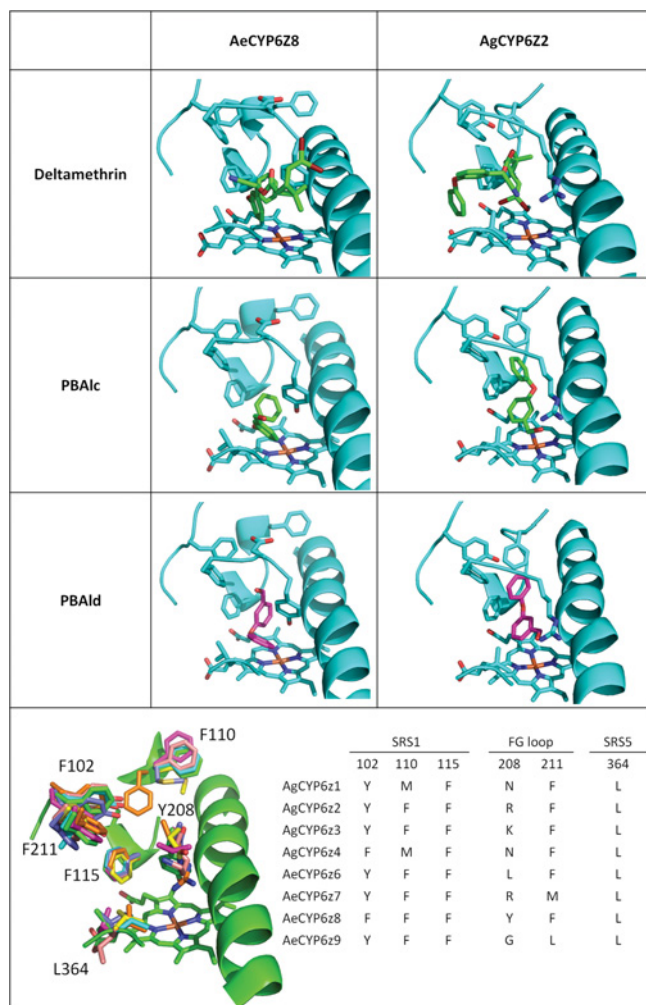 AeCYP6Z8 AgCYP6Z2
Deltamethrin
PBAlc
PBAld
F110
F102
Y208
F211
F115
L364
SRS1 FG loop SRS5
102 110 115 208 211 364
AgCYP6z1 Y M F N F L
AgCYP6z2 Y F F R F L
AgCYP6z3 Y F F K F L
AgCYP6z4 F M F N F L
AeCYP6z6 Y F F L F L
AeCYP6z7 Y F F R M L
AeCYP6z8 F F F Y F L
AeCYP6z9 Y F F G L L